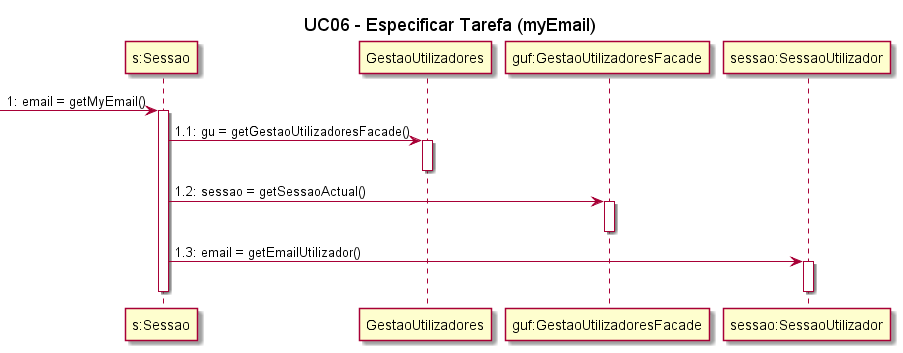 UC06 - Especificar Tarefa (myEmail)
s:Sessao
GestaoUtilizadores
guf:GestaoUtilizadoresFacade
sessao:SessaoUtilizador
1: email = getMyEmail()
1.1: gu = getGestaoUtilizadoresFacade()
1.2: sessao = getSessaoActual()
1.3: email = getEmailUtilizador()
s:Sessao
GestaoUtilizadores
guf:GestaoUtilizadoresFacade
sessao:SessaoUtilizador